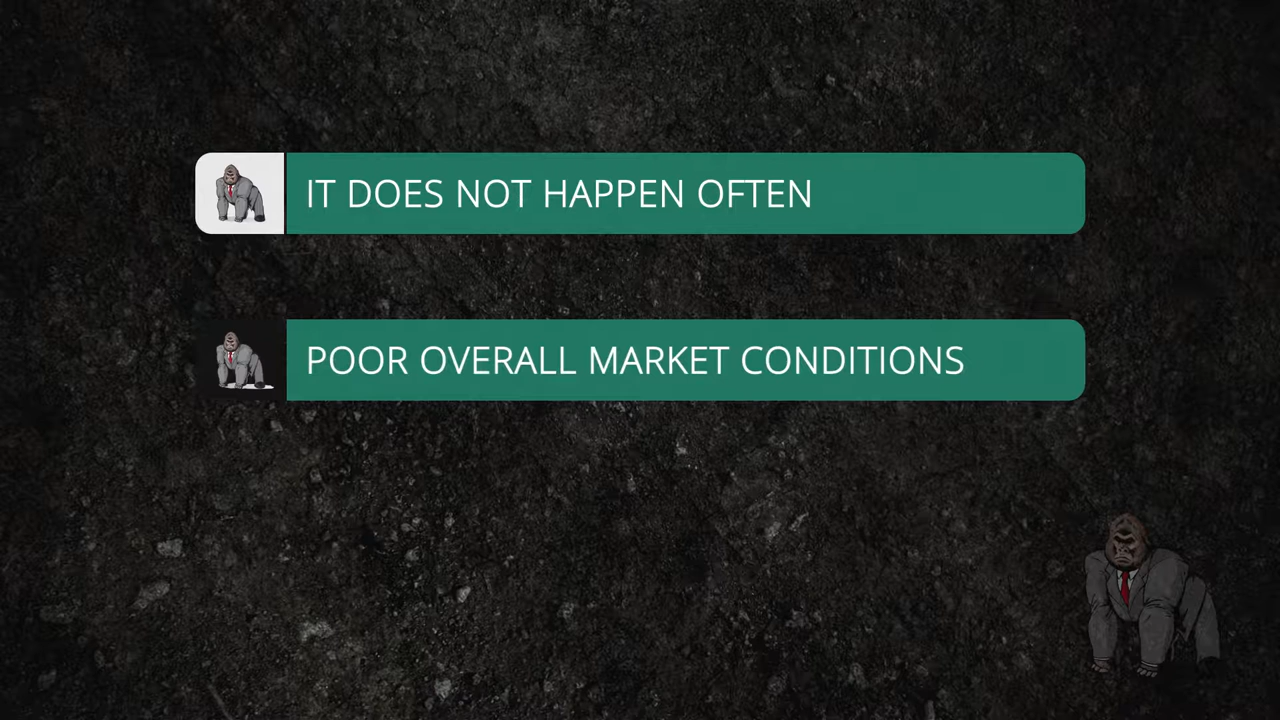 IT DOES NOT HAPPEN OFTEN
POOR OVERALL MARKET CONDITIONS